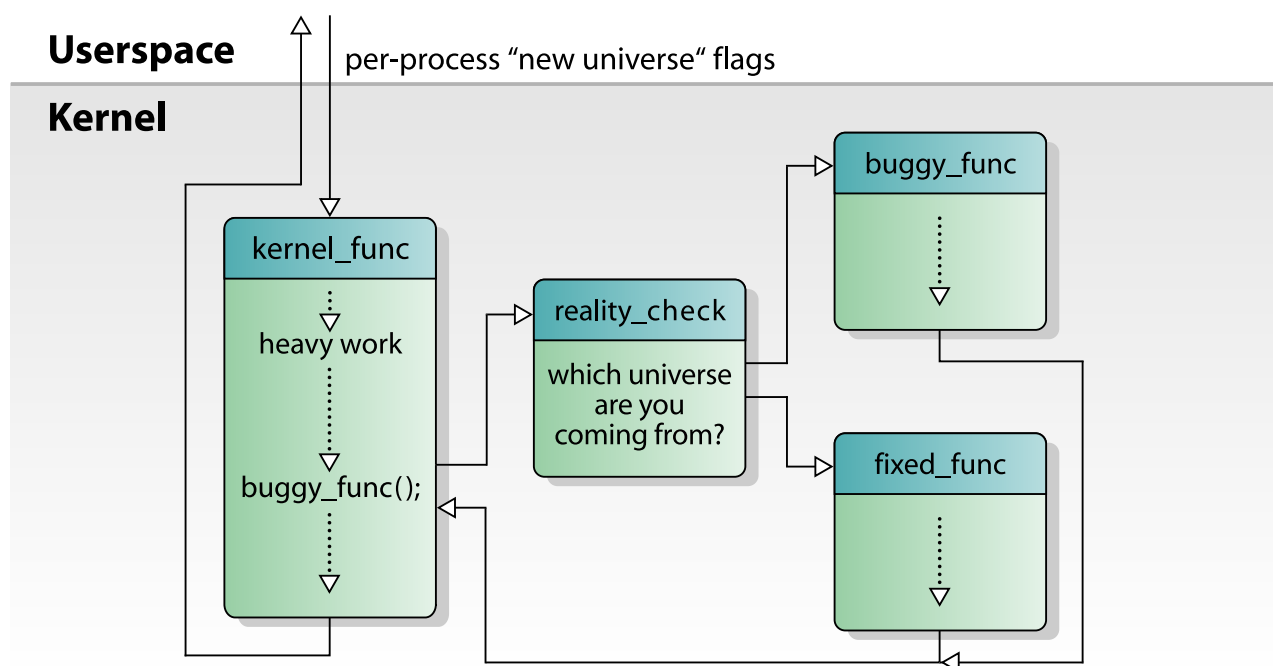 Userspace
per-process “new universe“ flags
Kernel
kernel_func
heavy work
buggy_func();
reality_check
which universe
are you
coming from?
buggy_func
fixed_func